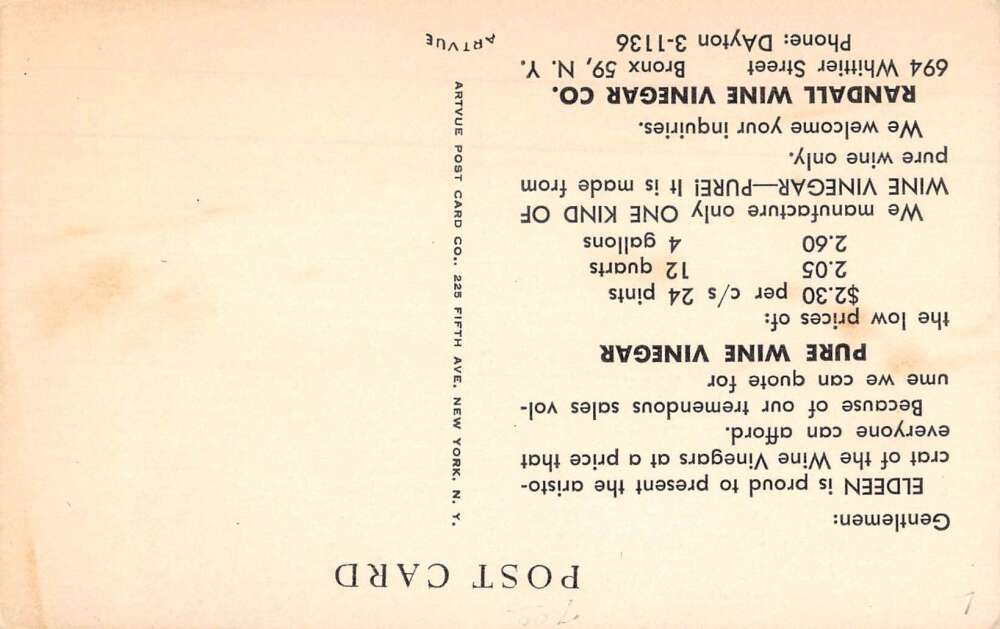 POST CARD
Gentlemen:
ELDEEN is proud to present the aristo-
crat of the Wine Vinegars at a price that
everyone can afford.
Because of our tremendous sales vol-
ume we can quote for
PURE WINE VINEGAR
the low prices of:
$2.30 per c/s 24 pints
2.05 12 quarts
2.60 4 gallons
We manufacture only ONE KIND OF
WINE VINEGAR—PURE! It is made from
pure wine only.
We welcome your inquiries.
RANDALL WINE VINEGAR CO.
694 Whittier Street Bronx 59, N. Y.
Phone: DAyton 3-1136
ARTVUE POST CARD CO., 225 FIFTH AVE. NEW YORK, N. Y.
ARTVUE